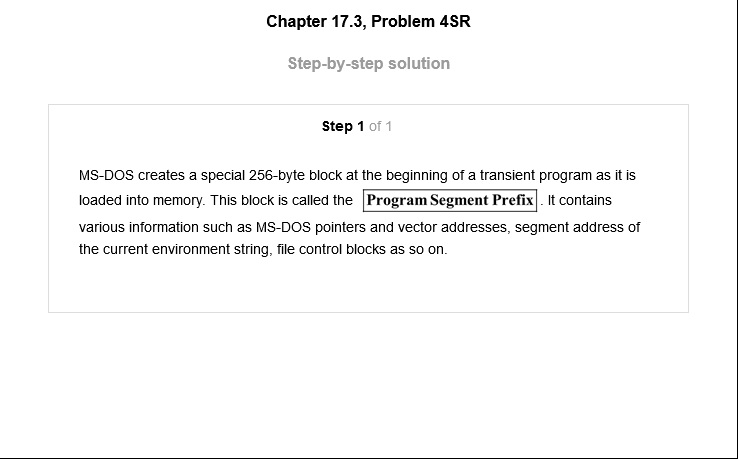 Chapter 17.3, Problem 4SR
Step-by-step solution
Step 1 of 1
MS-DOS creates a special 256-byte block at the beginning of a transient program as it is
loaded into memory. This block is called the Program Segment Prefix . It contains
various information such as MS-DOS pointers and vector addresses, segment address of
the current environment string, file control blocks as so on.